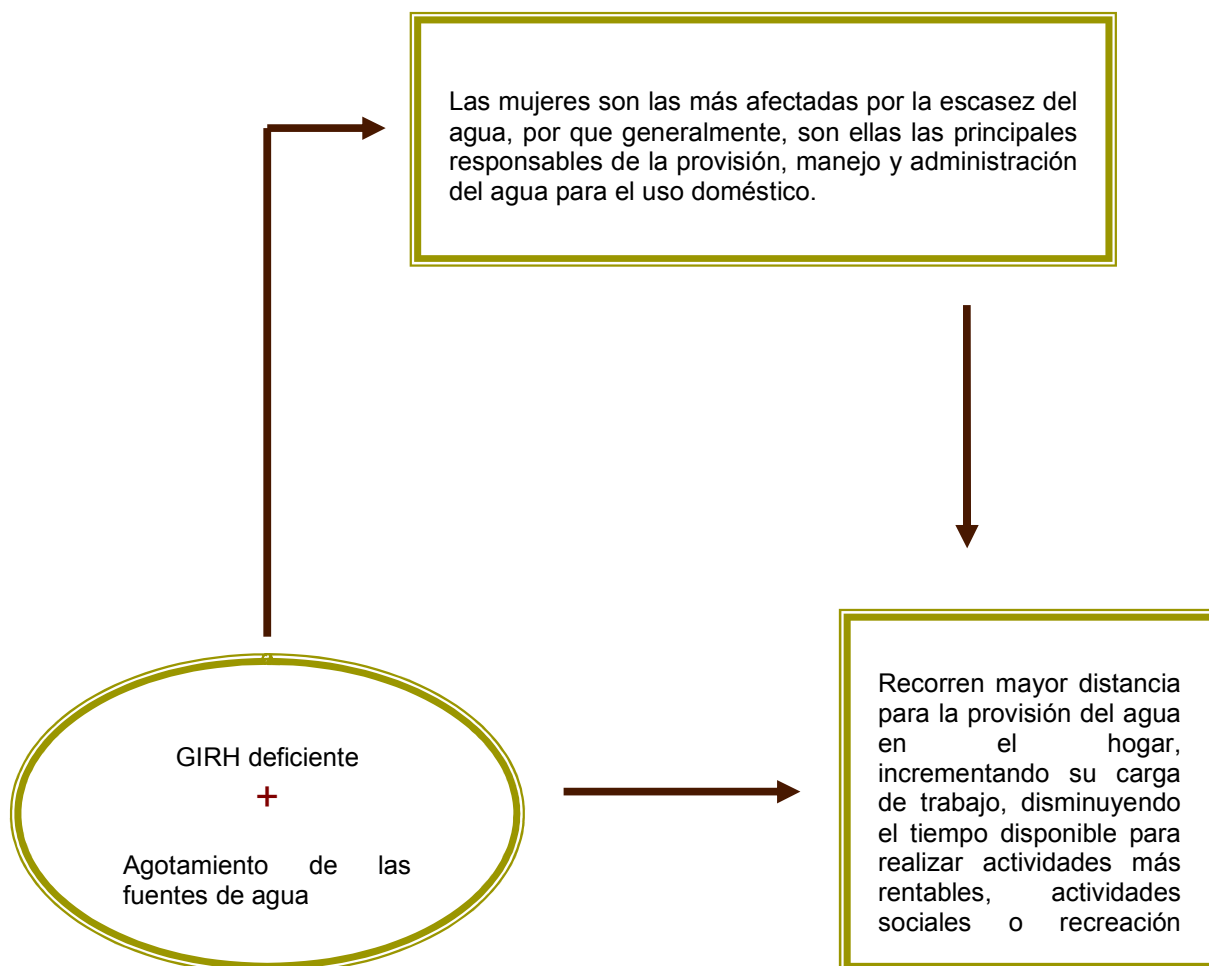 Las mujeres son las más afectadas por la escasez del
agua, por que generalmente, son ellas las principales
responsables de la provisión, manejo y administración
del agua para el uso doméstico.
GIRH deficiente
+
Agotamiento de las
fuentes de agua
Recorren mayor distancia
para la provisión del agua
en el hogar,
incrementando su carga
de trabajo, disminuyendo
el tiempo disponible para
realizar actividades más
rentables, actividades
sociales o recreación